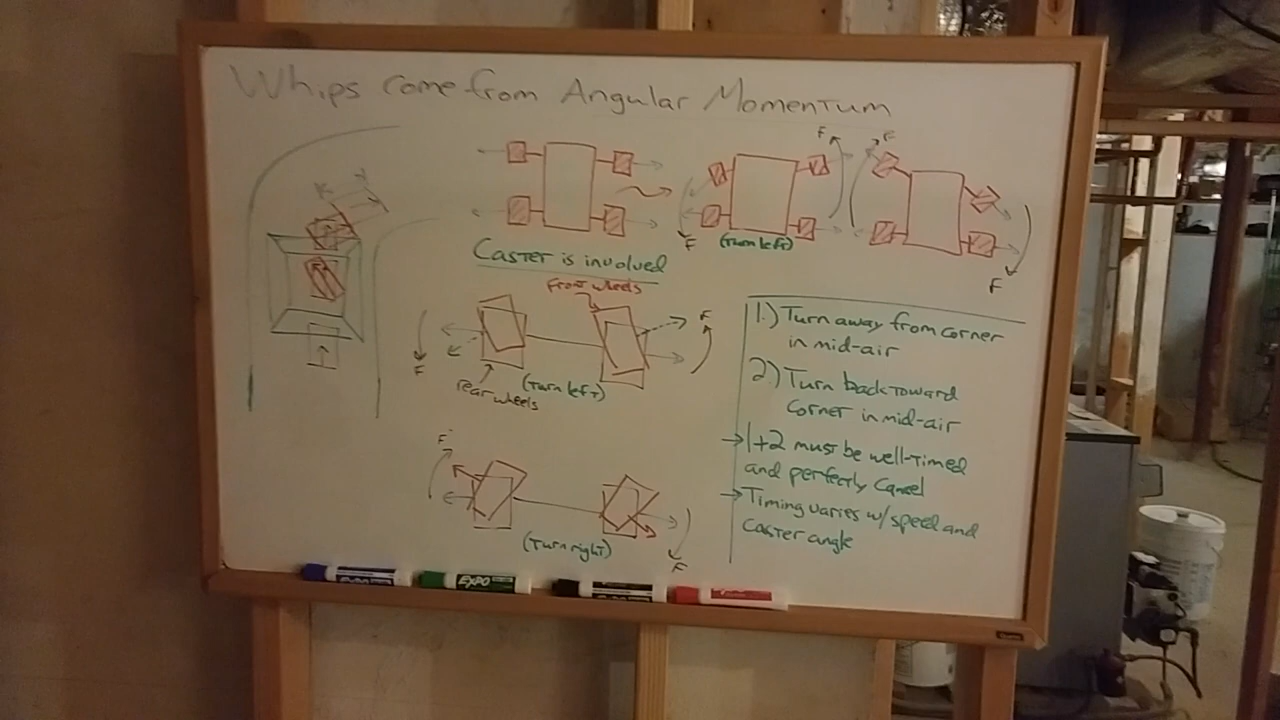 Whips come from Angular Momentum
F
F
F
F
(Turn left)
Caster is involved
front wheels
F
F
rear wheels
(Turn left)
F
F
(Turn right)
1.) Turn away from corner
in mid-air
2.) Turn back toward
corner in mid-air
→ 1+2 must be well-timed
and perfectly cancel
→ Timing varies w/ speed and
caster angle
EXPO
EXPO